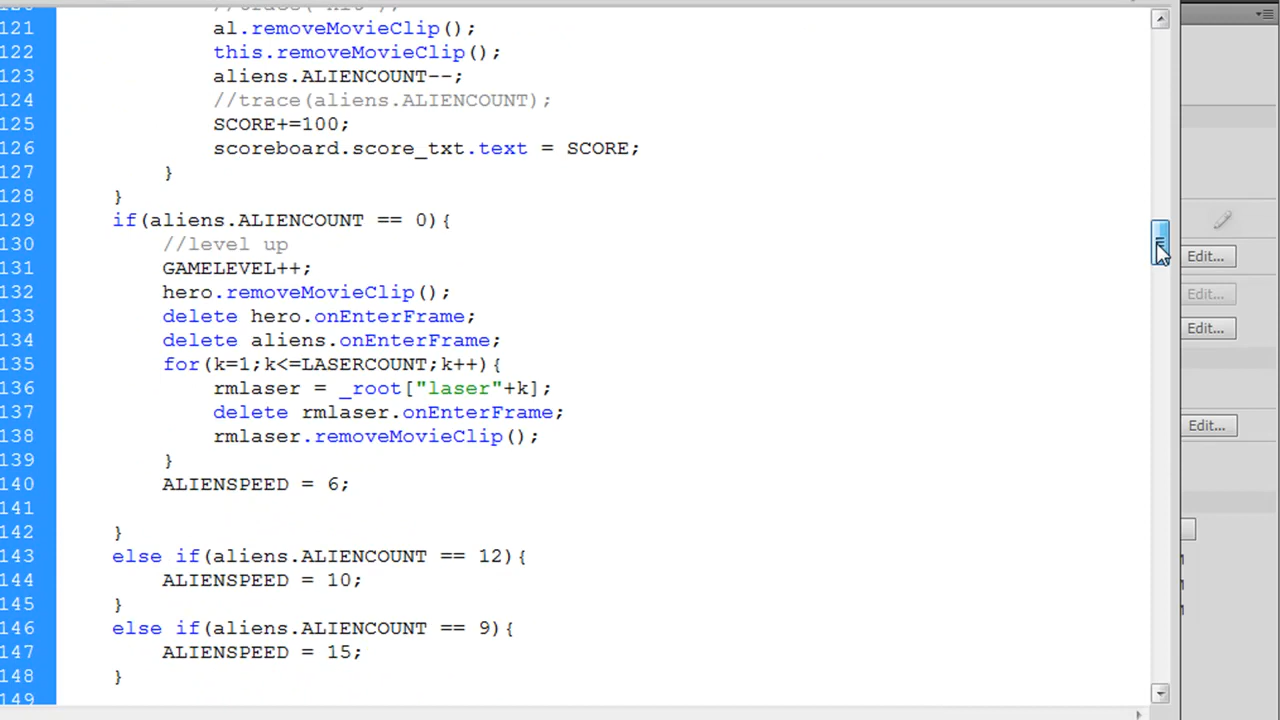 121 al.removeMovieClip();
122 this.removeMovieClip();
123 aliens.ALIENCOUNT--;
124 //trace(aliens.ALIENCOUNT);
125 SCORE+=100;
126 scoreboard.score_txt.text = SCORE;
127 }
128 }
129 if(aliens.ALIENCOUNT == 0){
130 //level up
131 GAMELEVEL++;
132 hero.removeMovieClip();
133 delete hero.onEnterFrame;
134 delete aliens.onEnterFrame;
135 for(k=1;k<=LASERCOUNT;k++){
136 rmlaser = _root["laser"+k];
137 delete rmlaser.onEnterFrame;
138 rmlaser.removeMovieClip();
139 }
140 ALIENSPEED = 6;
141
142 }
143 else if(aliens.ALIENCOUNT == 12){
144 ALIENSPEED = 10;
145 }
146 else if(aliens.ALIENCOUNT == 9){
147 ALIENSPEED = 15;
148 }
149
Edit...
Edit...
Edit...
Edit...